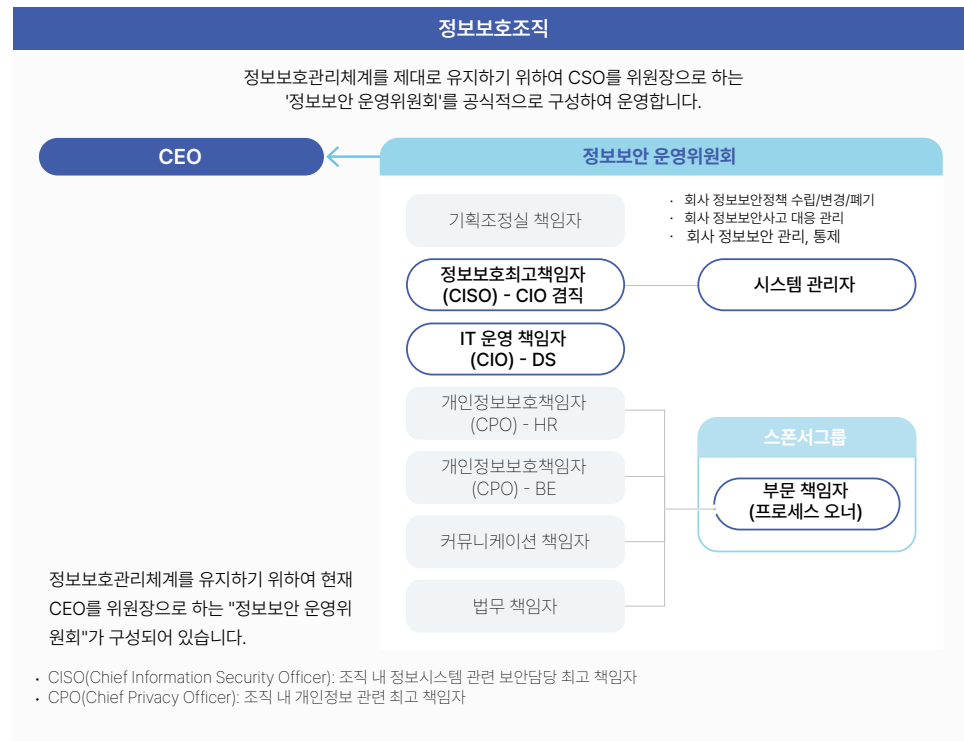 정보보호조직
정보보호관리체계를 제대로 유지하기 위하여 CSO를 위원장으로 하는
'정보보안 운영위원회'를 공식적으로 구성하여 운영합니다.
CEO
정보보안 운영위원회
기획조정실 책임자
· 회사 정보보안정책 수립/변경/폐기
· 회사 정보보안사고 대응 관리
· 회사 정보보안 관리, 통제
정보보호최고책임자
(CISO) - CIO 겸직
시스템 관리자
IT 운영 책임자
(CIO) - DS
개인정보보호책임자
(CPO) - HR
개인정보보호책임자
(CPO) - BE
커뮤니케이션 책임자
법무 책임자
스폰서그룹
부문 책임자
(프로세스 오너)
정보보호관리체계를 유지하기 위하여 현재
CEO를 위원장으로 하는 "정보보안 운영위
원회"가 구성되어 있습니다.
• CISO(Chief Information Security Officer): 조직 내 정보시스템 관련 보안담당 최고 책임자
• CPO(Chief Privacy Officer): 조직 내 개인정보 관련 최고 책임자